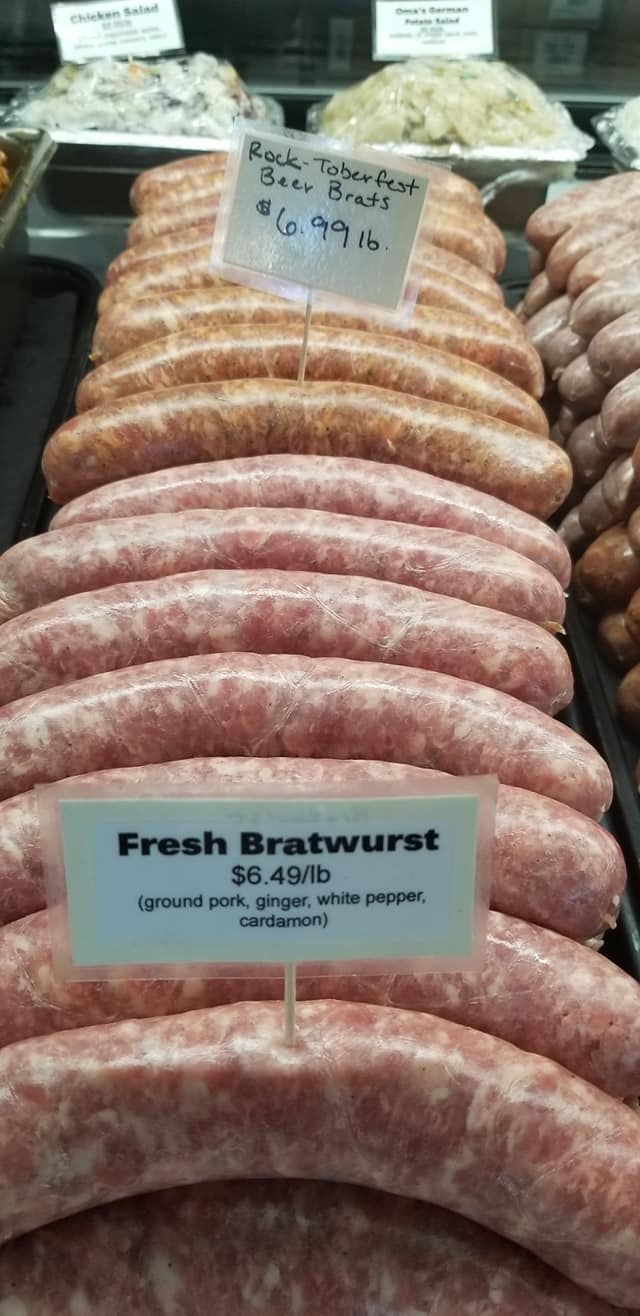 Chicken Salad
Oma's German
Potato Salad
Rock-Toberfest
Beer Brats
$6.99 lb.
Fresh Bratwurst
$6.49/lb
(ground pork, ginger, white pepper,
cardamon)